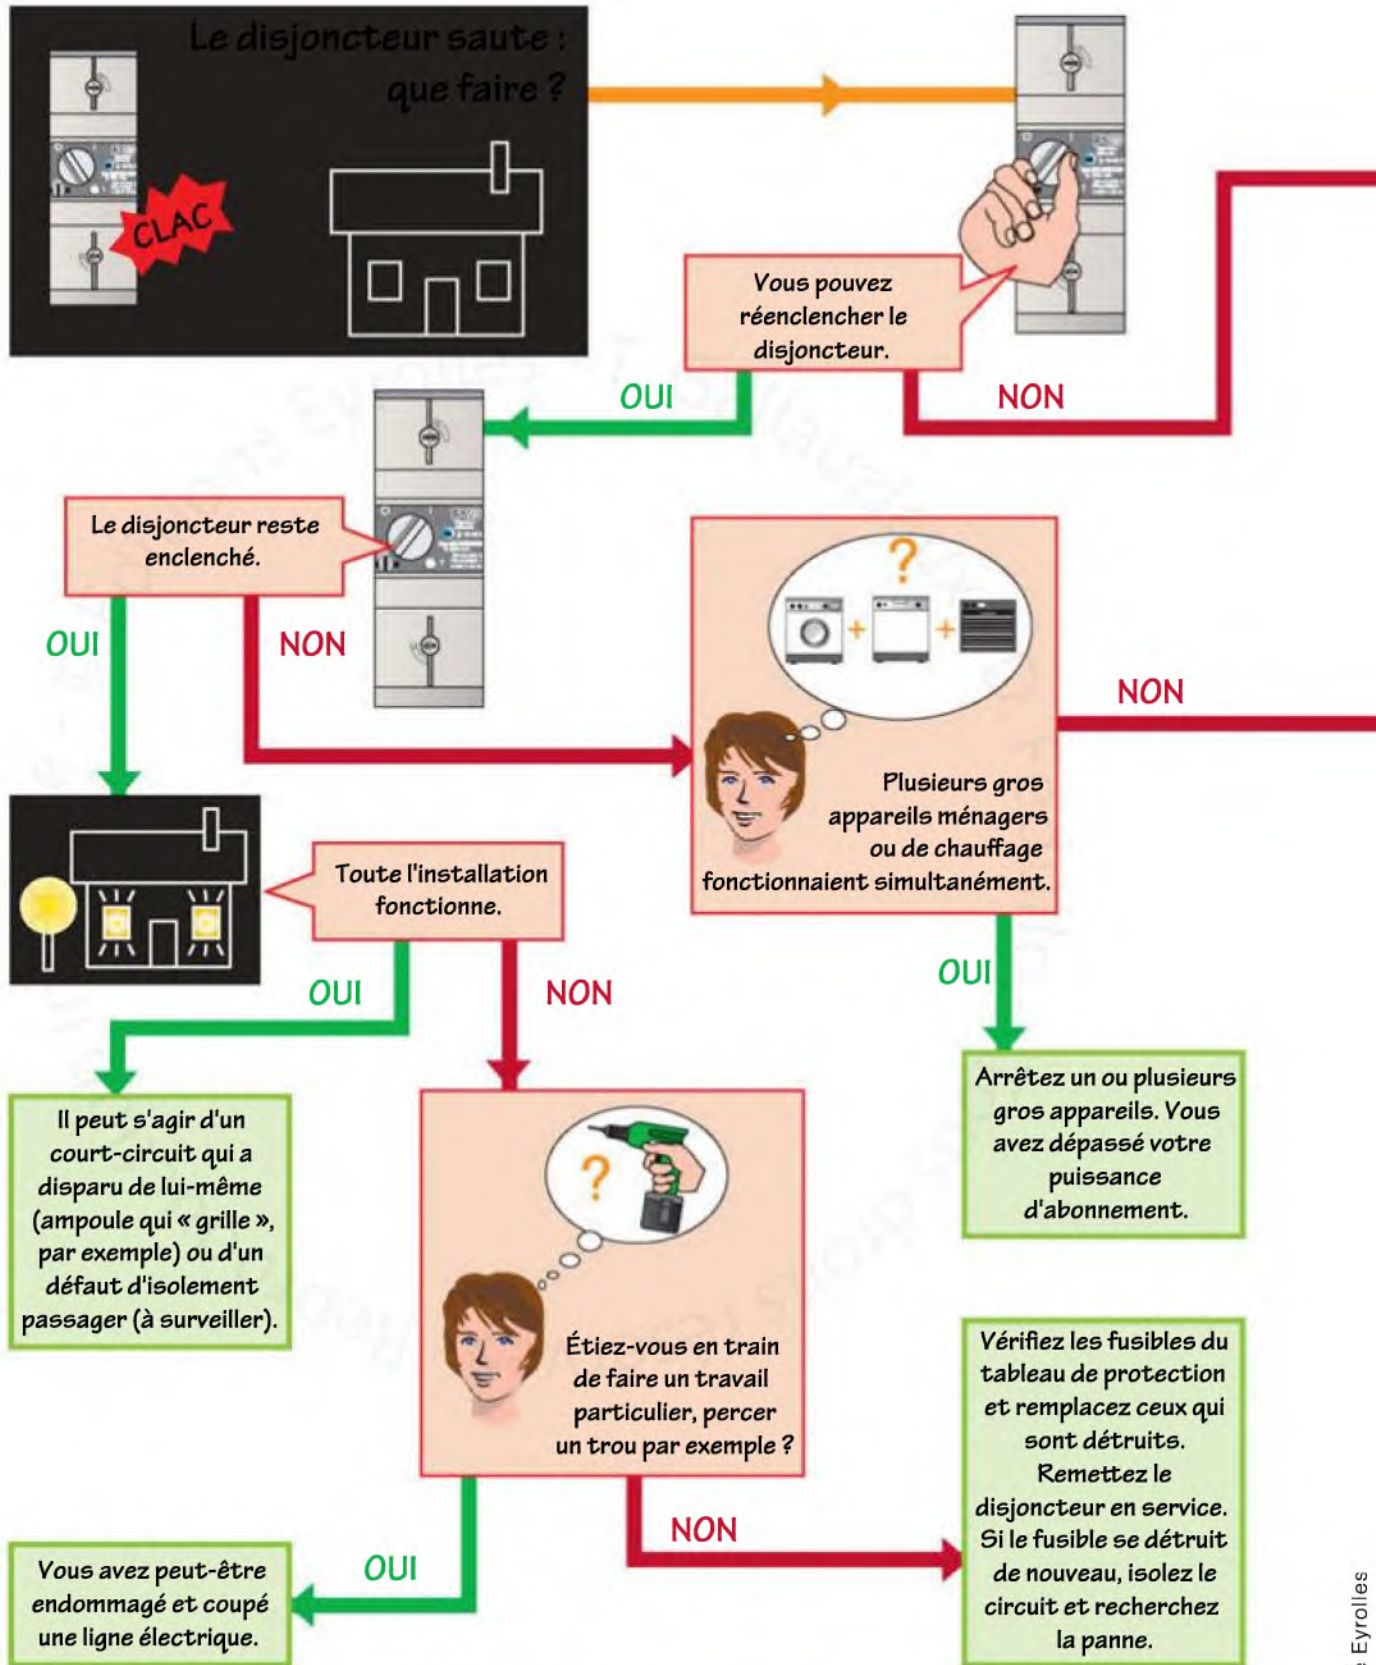 Le disjoncteur saute :
que faire ?
CLAC
Vous pouvez
réenclencher le
disjoncteur.
OUI
NON
Le disjoncteur reste
enclenché.
OUI
NON
?
+ +
Plusieurs gros
appareils ménagers
ou de chauffage
fonctionnaient simultanément.
NON
OUI
Toute l'installation
fonctionne.
OUI
NON
Il peut s'agir d'un
court-circuit qui a
disparu de lui-même
(ampoule qui « grille »,
par exemple) ou d'un
défaut d'isolement
passager (à surveiller).
?
Étiez-vous en train
de faire un travail
particulier, percer
un trou par exemple ?
Arrêtez un ou plusieurs
gros appareils. Vous
avez dépassé votre
puissance
d'abonnement.
OUI
NON
Vous avez peut-être
endommagé et coupé
une ligne électrique.
Vérifiez les fusibles du
tableau de protection
et remplacez ceux qui
sont détruits.
Remettez le
disjoncteur en service.
Si le fusible se détruit
de nouveau, isolez le
circuit et recherchez
la panne.
Eyrolles